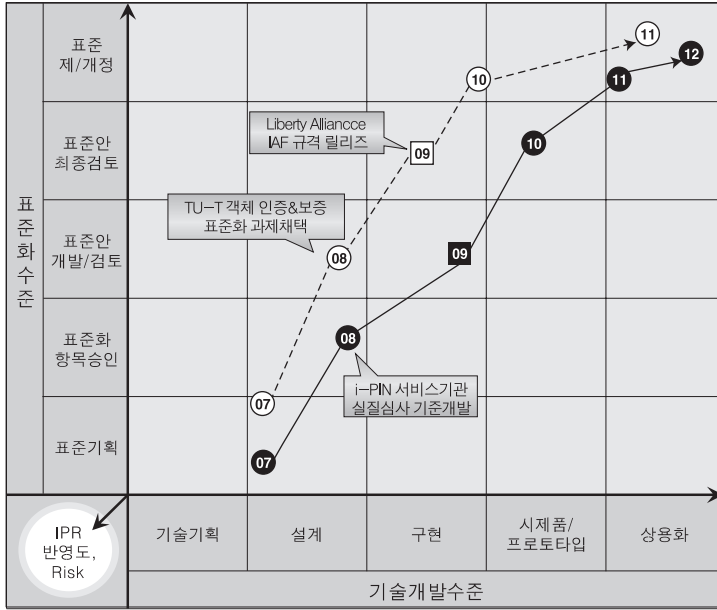 표준
제/개정
표준안
최종검토
표준안
개발/검토
표준화
항목승인
표준기획
표준화수준
11
12
10
11
Liberty Alliancce
IAF 규격 릴리즈
09
10
TU-T 객체 인증&보증
표준화 과제채택
08
09
08
i-PIN 서비스기관
실질심사 기준개발
07
07
IPR
반영도,
Risk
기술기획
설계
구현
시제품/
프로토타입
상용화
기술개발수준